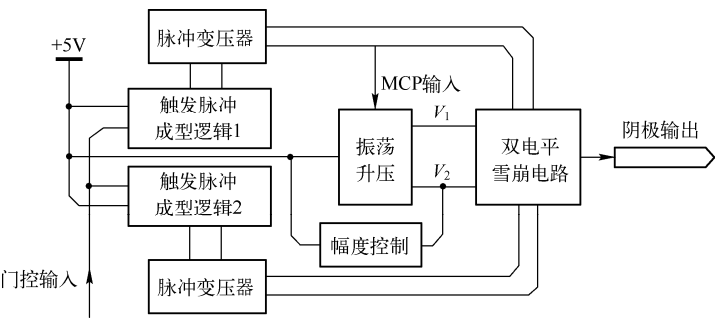 脉冲变压器
+5V
MCP输入
触发脉冲
成型逻辑1
振荡
升压
V1
V2
双电平
雪崩电路
阴极输出
触发脉冲
成型逻辑2
幅度控制
门控输入
脉冲变压器